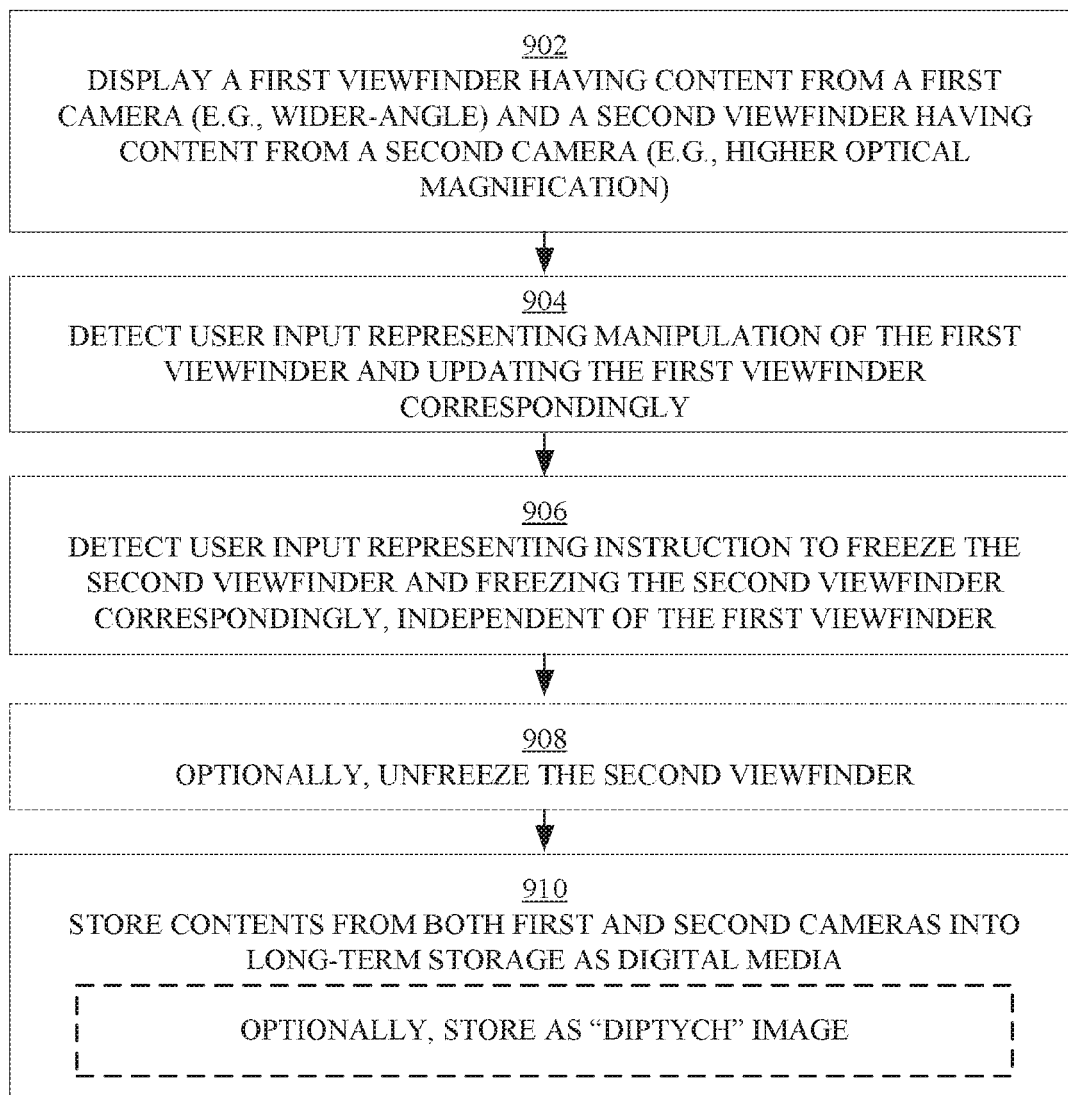 902
DISPLAY A FIRST VIEWFINDER HAVING CONTENT FROM A FIRST
CAMERA (E.G., WIDER-ANGLE) AND A SECOND VIEWFINDER HAVING
CONTENT FROM A SECOND CAMERA (E.G., HIGHER OPTICAL
MAGNIFICATION)
904
DETECT USER INPUT REPRESENTING MANIPULATION OF THE FIRST
VIEWFINDER AND UPDATING THE FIRST VIEWFINDER
CORRESPONDINGLY
906
DETECT USER INPUT REPRESENTING INSTRUCTION TO FREEZE THE
SECOND VIEWFINDER AND FREEZING THE SECOND VIEWFINDER
CORRESPONDINGLY, INDEPENDENT OF THE FIRST VIEWFINDER
908
OPTIONALLY, UNFREEZE THE SECOND VIEWFINDER
910
STORE CONTENTS FROM BOTH FIRST AND SECOND CAMERAS INTO
LONG-TERM STORAGE AS DIGITAL MEDIA
OPTIONALLY, STORE AS “DIPTYCH” IMAGE